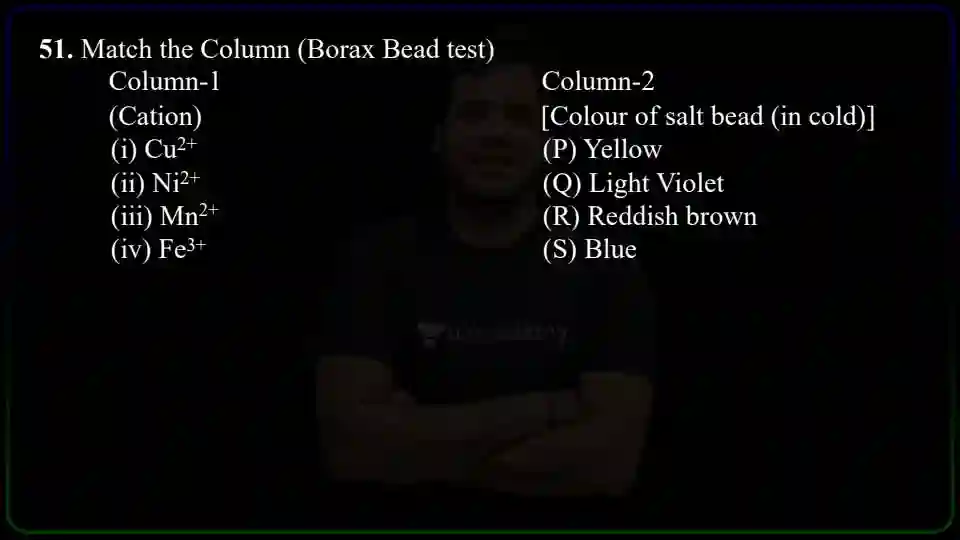 51. Match the Column (Borax Bead test)
Column-1 Column-2
(Cation) [Colour of salt bead (in cold)]
(i) Cu²⁺ (P) Yellow
(ii) Ni²⁺ (Q) Light Violet
(iii) Mn²⁺ (R) Reddish brown
(iv) Fe³⁺ (S) Blue